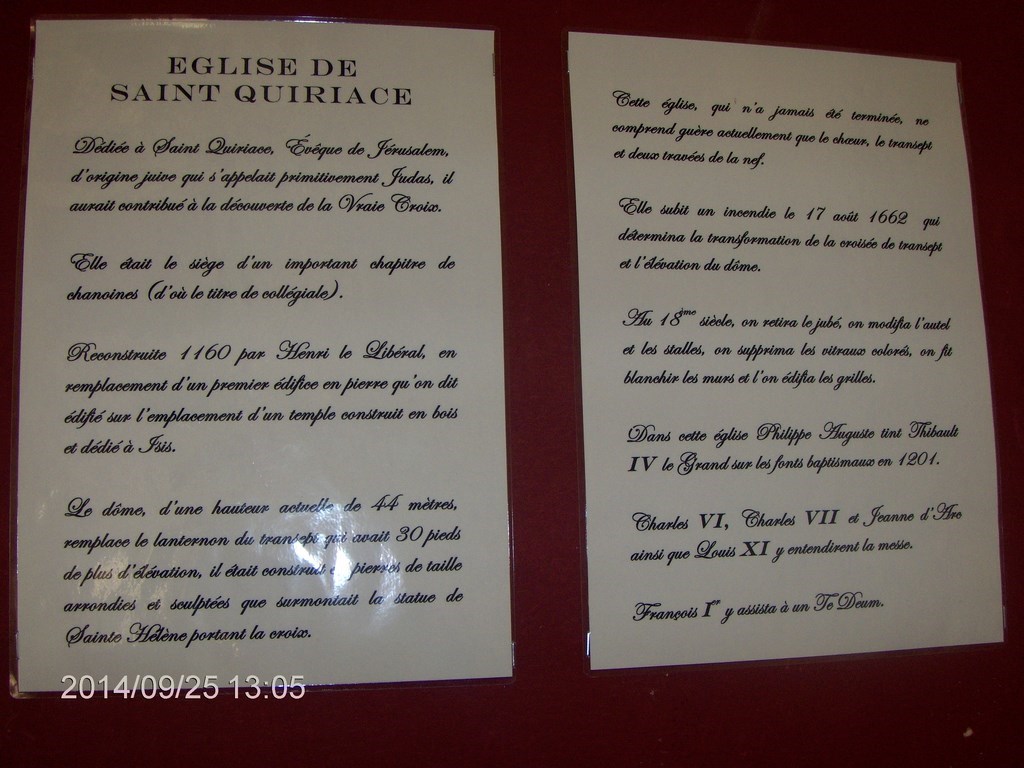 EGLISE DE
SAINT QUIRIACE
Dédiée à Saint Quiriace, Évêque de Jérusalem,
d'origine juive qui s'appelait primitivement Judas, il
aurait contribué à la découverte de la Vraie Croix.
Elle était le siège d'un important chapitre de
chanoines (d'où le titre de collégiale).
Reconstruite 1160 par Henri le Libéral, en
remplacement d'un premier édifice en pierre qu'on dit
édifié sur l'emplacement d'un temple construit en bois
et dédié à Isis.
Le dôme, d'une hauteur actuelle de 44 mètres,
remplace le lanternon du transept qui avait 30 pieds
de plus d'élévation, il était construit en pierres de taille
arrondies et sculptées que surmontait la statue de
Sainte Hélène portant la croix.
Cette église, qui n'a jamais été terminée, ne
comprend guère actuellement que le chœur, le transept
et deux travées de la nef.
Elle subit un incendie le 17 août 1662 qui
détermina la transformation de la croisée de transept
et l'élévation du dôme.
Au 18ème siècle, on retira le jubé, on modifia l'autel
et les stalles, on supprima les vitraux colorés, on fit
blanchir les murs et l'on édifia les grilles.
Dans cette église Philippe Auguste tint Thibault
IV le Grand sur les fonts baptismaux en 1201.
Charles VI, Charles VII et Jeanne d'Arc
ainsi que Louis XI y entendirent la messe.
François Ier y assista à un Te Deum.
2014/09/25 13:05